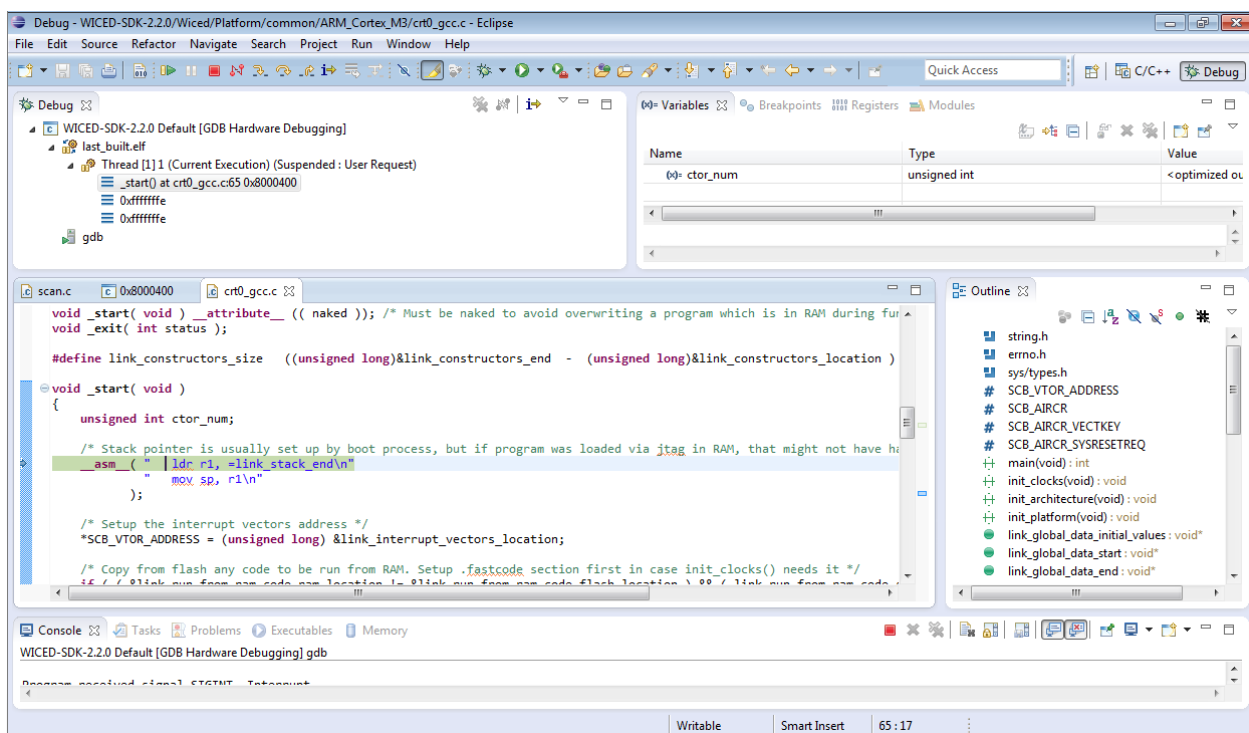 Debug - WICED-SDK-2.2.0/Wiced/Platform/common/ARM_Cortex_M3/crt0_gcc.c - Eclipse
File Edit Source Refactor Navigate Search Project Run Window Help
Quick Access
C/C++
Debug
Debug
WICED-SDK-2.2.0 Default [GDB Hardware Debugging]
last_built.elf
Thread [1] 1 (Current Execution) (Suspended : User Request)
_start() at crt0_gcc.c:65 0x8000400
0xfffffffe
0xfffffffe
gdb
(x)= Variables Breakpoints Registers Modules
Name Type Value
(x)= ctor_num unsigned int <optimized ou
scan.c 0x8000400 crt0_gcc.c
void _start( void ) __attribute__ (( naked )); /* Must be naked to avoid overwriting a program which is in RAM during fur
void _exit( int status );
#define link_constructors_size ((unsigned long)&link_constructors_end - (unsigned long)&link_constructors_location )
void _start( void )
{
unsigned int ctor_num;
/* Stack pointer is usually set up by boot process, but if program was loaded via jtag in RAM, that might not have ha
__asm__( " ldr r1, =link_stack_end\n"
" mov sp, r1\n"
);
/* Setup the interrupt vectors address */
*SCB_VTOR_ADDRESS = (unsigned long) &link_interrupt_vectors_location;
/* Copy from flash any code to be run from RAM. Setup .fastcode section first in case init_clocks() needs it */
if ( ( &link_run_from_ram_code_ram_location != &link_run_from_ram_code_flash_location ) && ( link_run_from_ram_code
Outline
string.h
errno.h
sys/types.h
SCB_VTOR_ADDRESS
SCB_AIRCR
SCB_AIRCR_VECTKEY
SCB_AIRCR_SYSRESETREQ
main(void) : int
init_clocks(void) : void
init_architecture(void) : void
init_platform(void) : void
link_global_data_initial_values : void*
link_global_data_start : void*
link_global_data_end : void*
Console Tasks Problems Executables Memory
WICED-SDK-2.2.0 Default [GDB Hardware Debugging] gdb
Program received signal SIGINT, Interrupt.
Writable Smart Insert 65 : 17